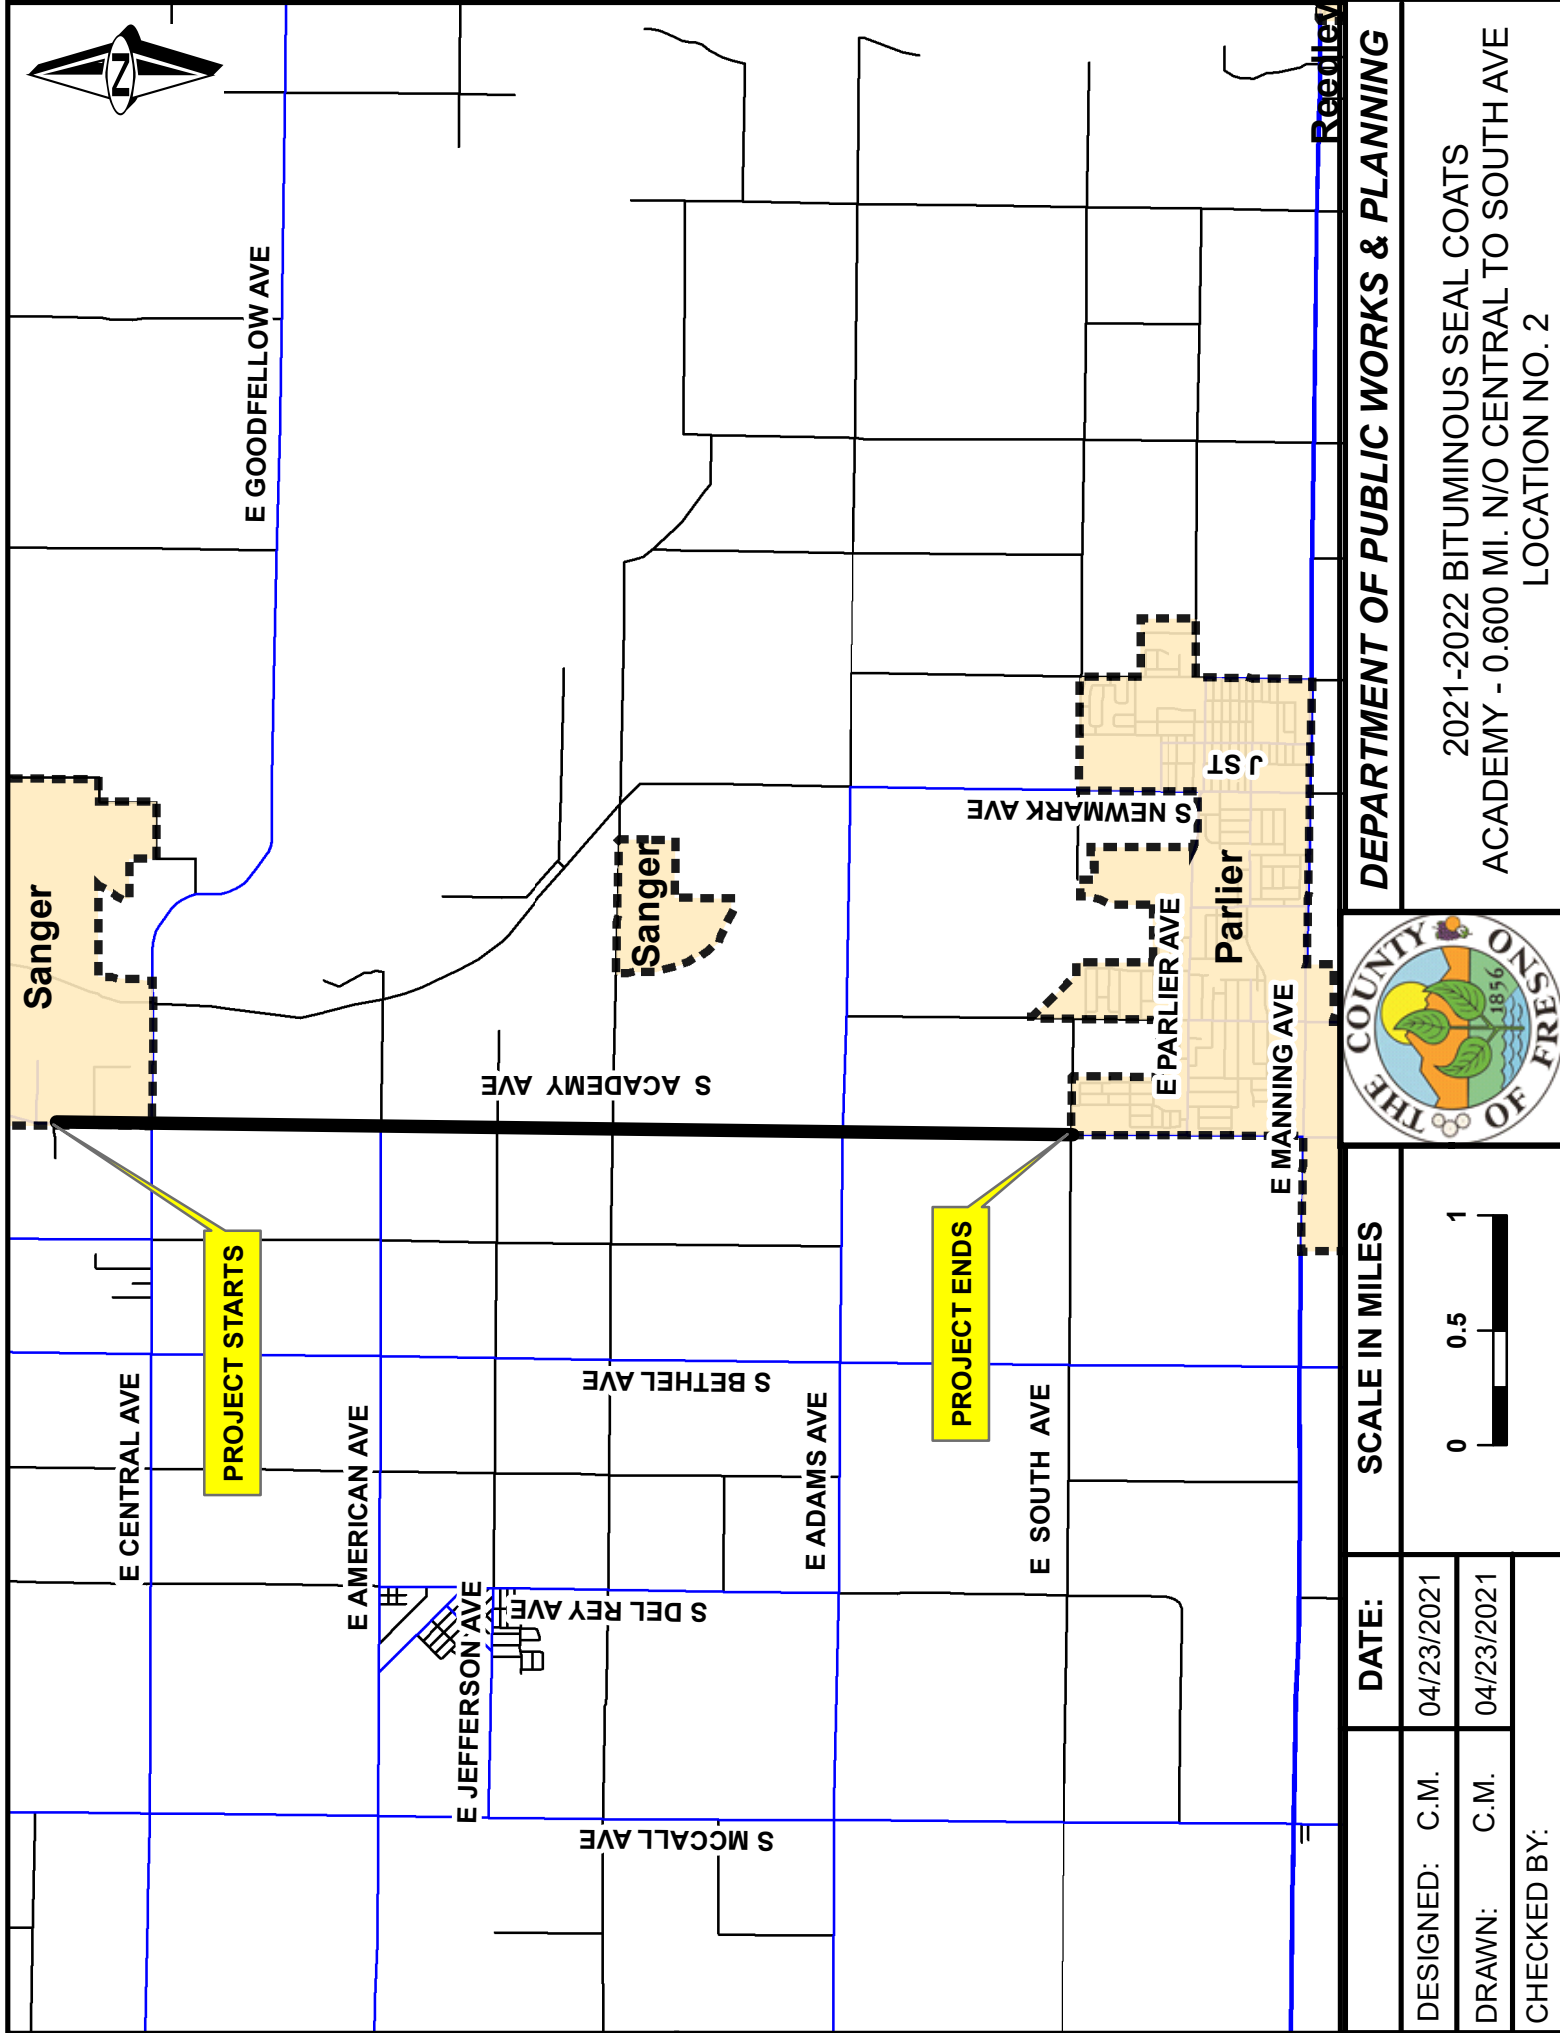 N
Sanger
E GOODFELLOW AVE
E CENTRAL AVE
PROJECT STARTS
E AMERICAN AVE
E JEFFERSON AVE
S ACADEMY AVE
S DEL REY AVE
S BETHEL AVE
S MCCALL AVE
Sanger
E ADAMS AVE
PROJECT ENDS
S NEWMARK AVE
E SOUTH AVE
E PARLIER AVE
J ST
Parlier
E MANNING AVE
Reedley
DESIGNED: C.M.
DRAWN: C.M.
CHECKED BY:
DATE:
04/23/2021
04/23/2021
SCALE IN MILES
0 0.5 1
THE COUNTY OF FRESNO
1856
DEPARTMENT OF PUBLIC WORKS & PLANNING
2021-2022 BITUMINOUS SEAL COATS
ACADEMY - 0.600 MI. N/O CENTRAL TO SOUTH AVE
LOCATION NO. 2